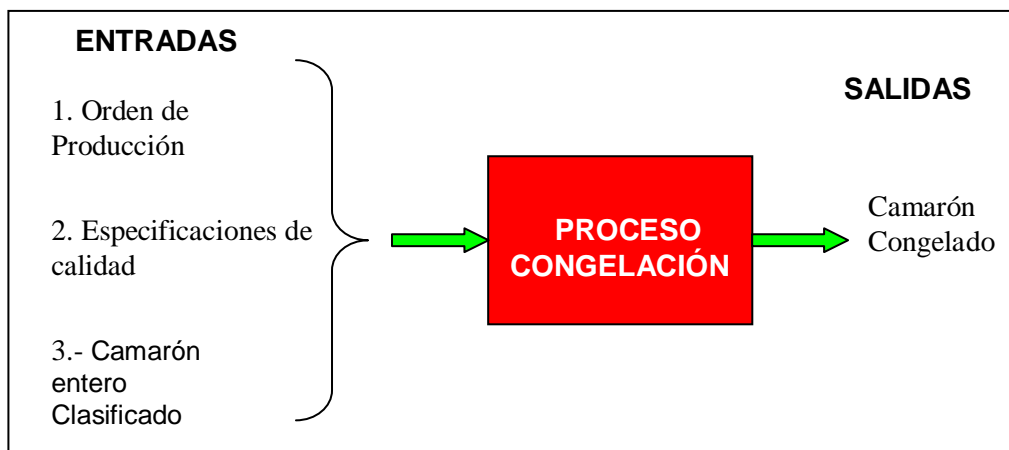 ENTRADAS
1. Orden de
Producción
2. Especificaciones de
calidad
3.- Camarón
entero
Clasificado
PROCESO
CONGELACIÓN
SALIDAS
Camarón
Congelado